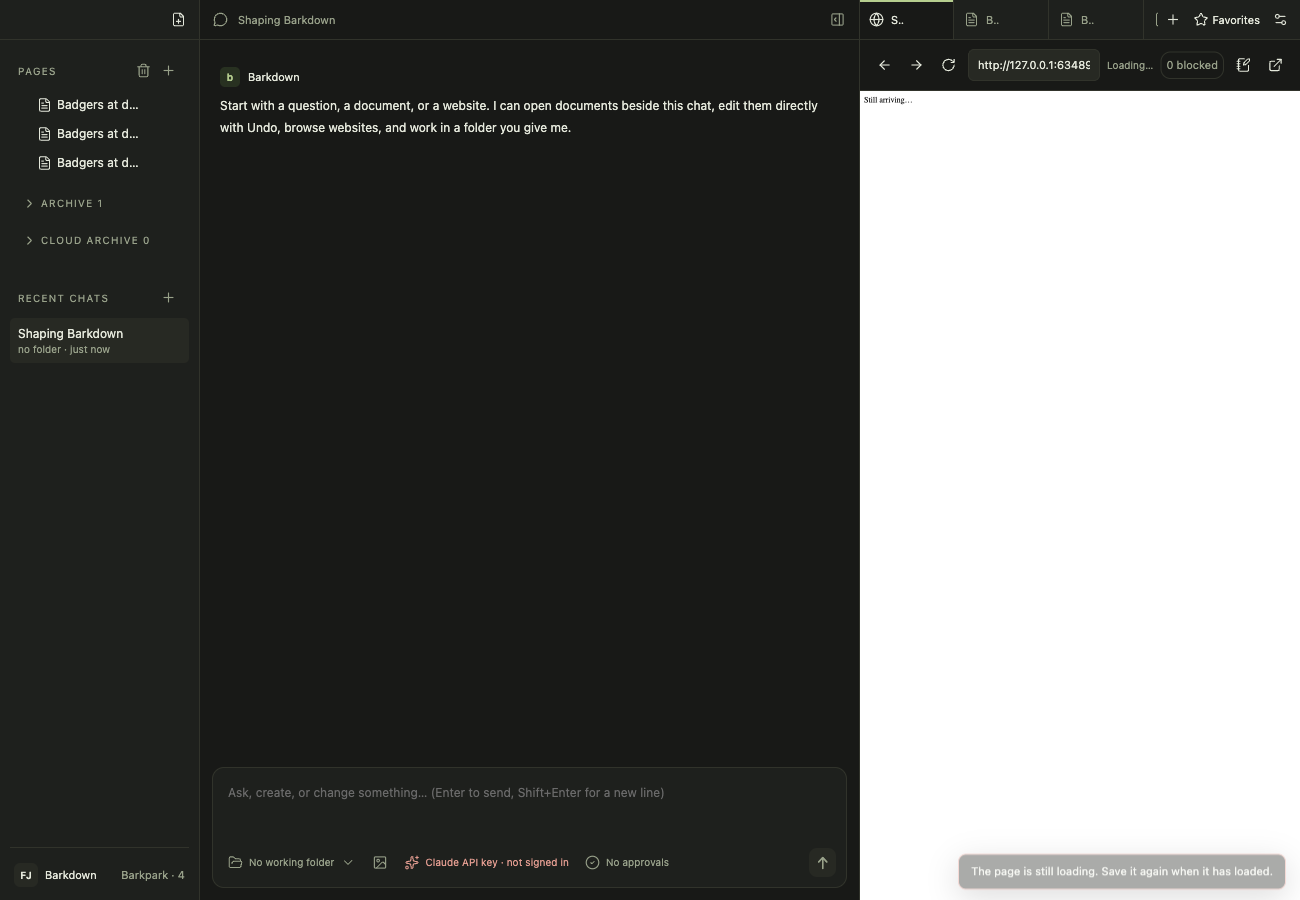 Shaping Barkdown
S..
B..
B..
Favorites
PAGES
Badgers at d...
Badgers at d...
Badgers at d...
ARCHIVE 1
CLOUD ARCHIVE 0
RECENT CHATS
Shaping Barkdown
no folder · just now
FJ Barkdown Barkpark · 4
b Barkdown
Start with a question, a document, or a website. I can open documents beside this chat, edit them directly
with Undo, browse websites, and work in a folder you give me.
Ask, create, or change something... (Enter to send, Shift+Enter for a new line)
No working folder
Claude API key · not signed in
No approvals
http://127.0.0.1:63489
Loading...
0 blocked
Still arriving...
The page is still loading. Save it again when it has loaded.